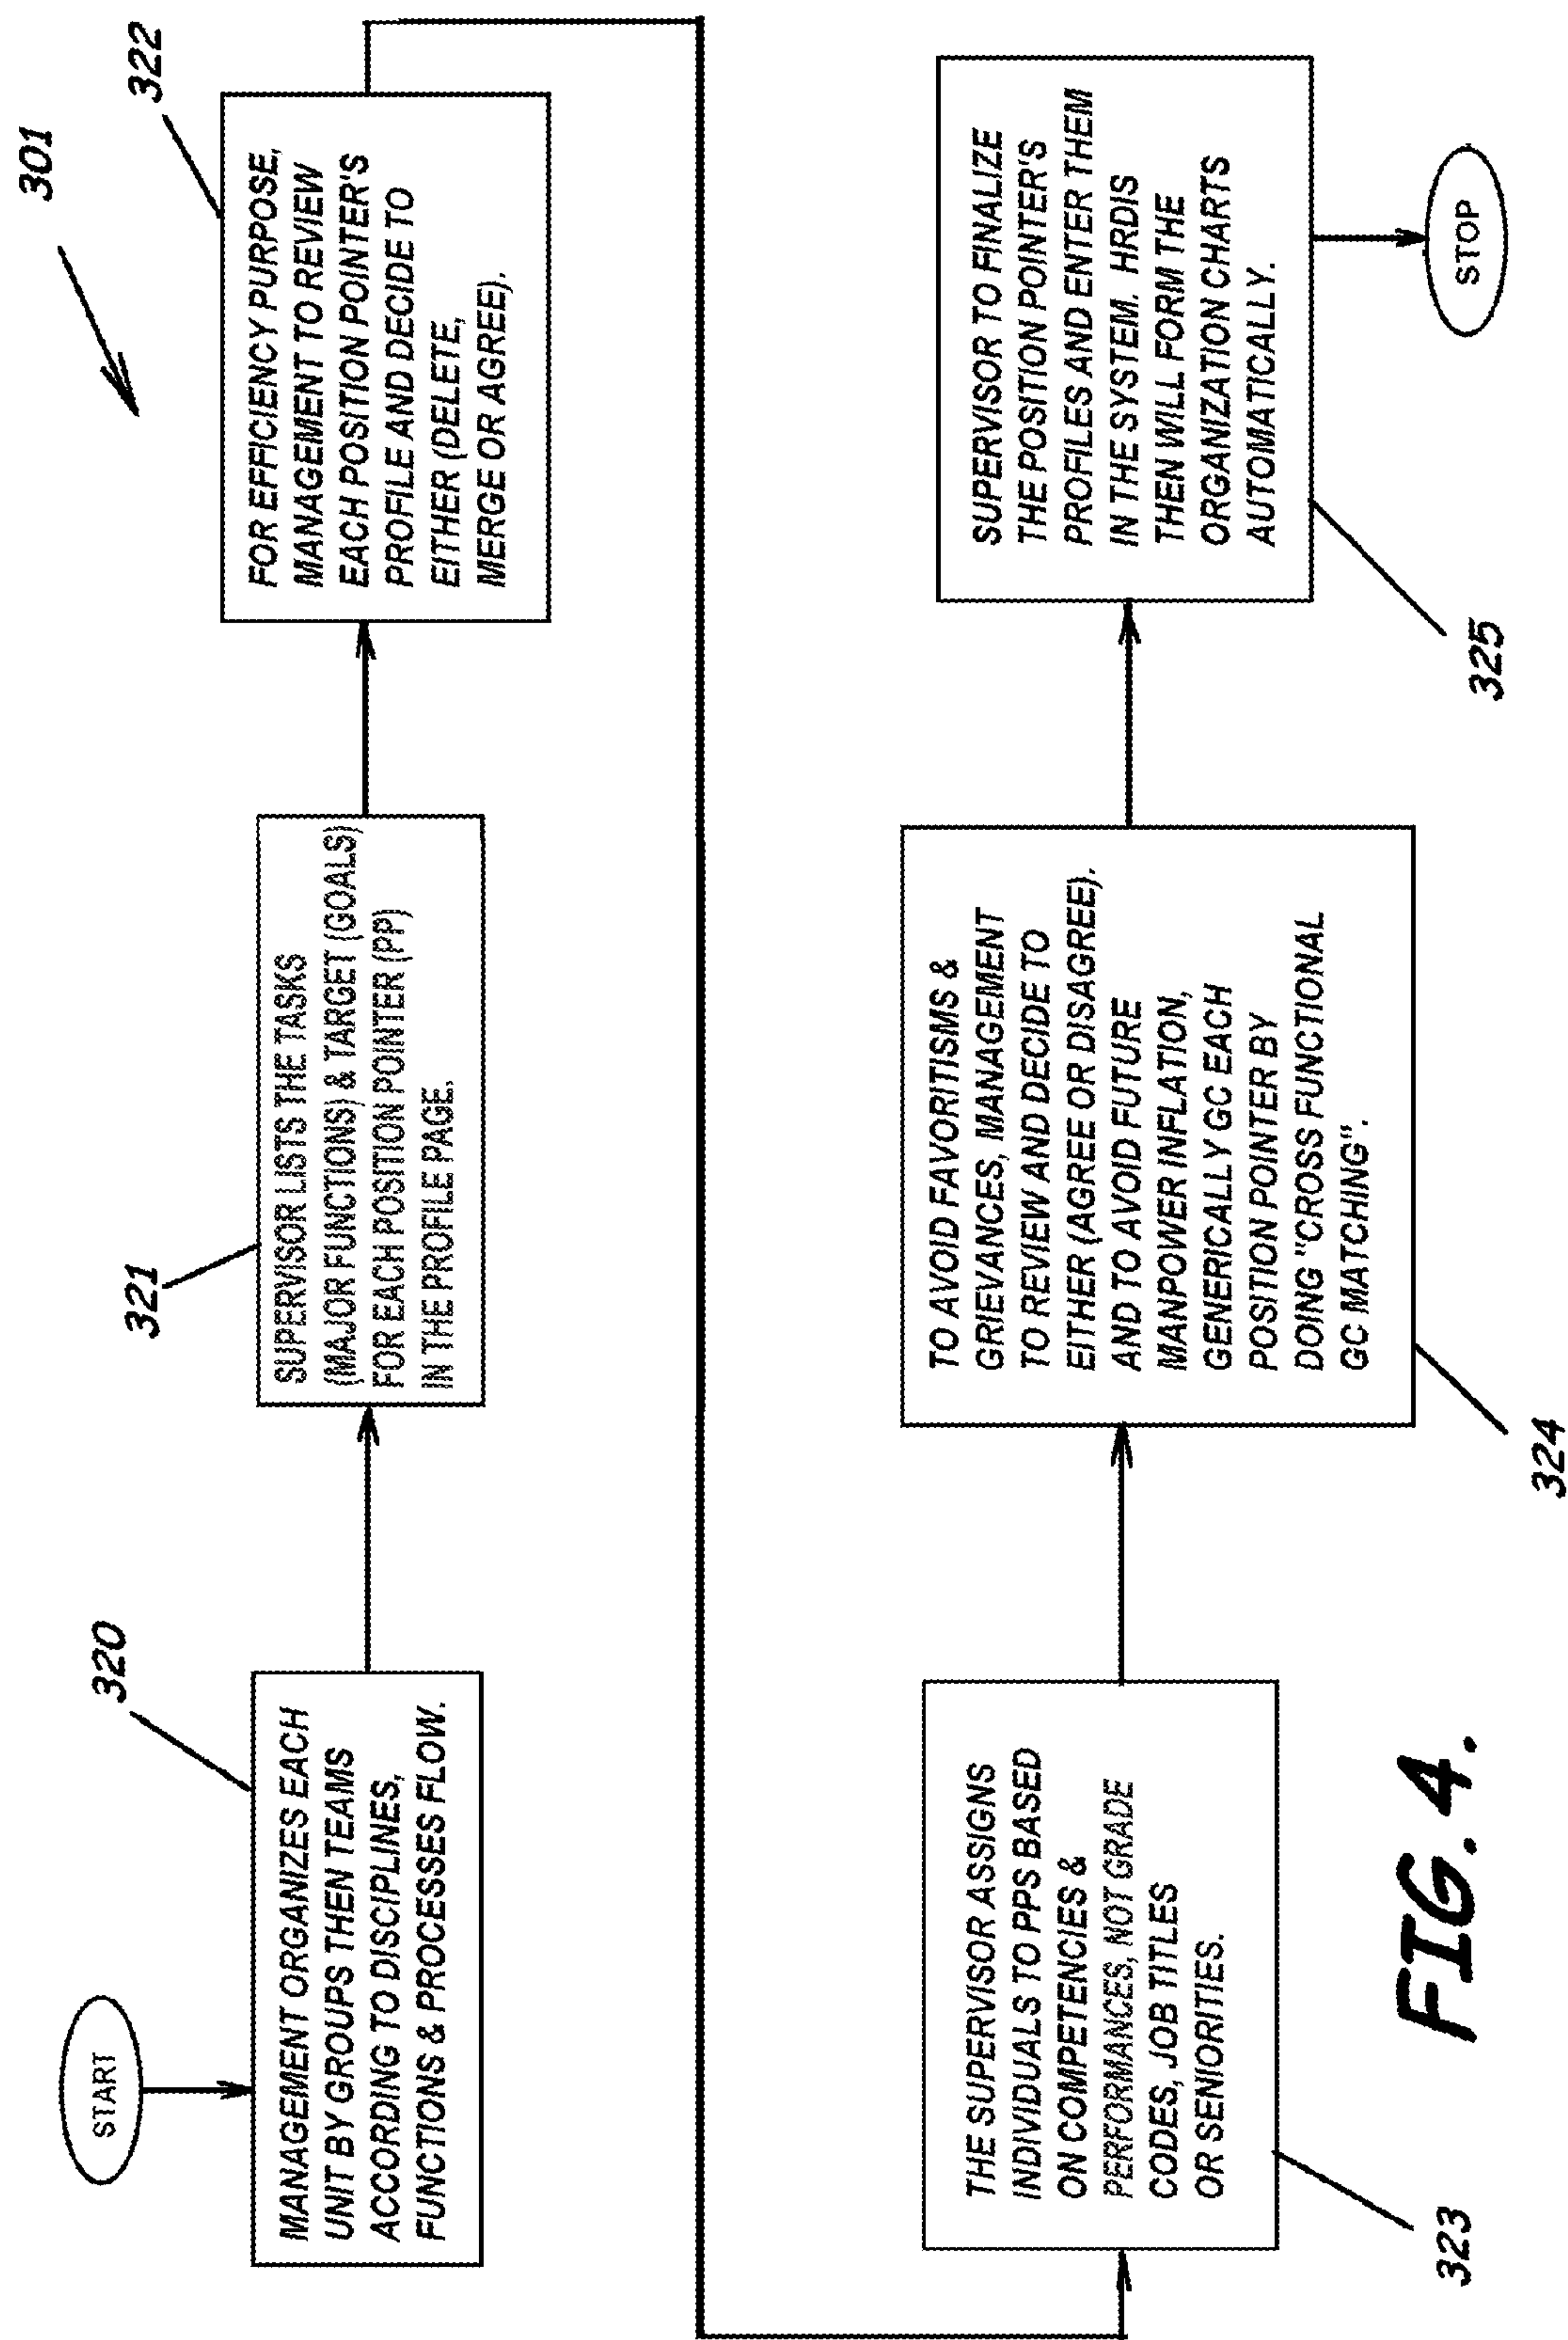 301
START
320
MANAGEMENT ORGANIZES EACH
UNIT BY GROUPS THEN TEAMS
ACCORDING TO DISCIPLINES,
FUNCTIONS & PROCESSES FLOW.
321
SUPERVISOR LISTS THE TASKS
(MAJOR FUNCTIONS) & TARGET (GOALS)
FOR EACH POSITION POINTER (PP)
IN THE PROFILE PAGE.
322
FOR EFFICIENCY PURPOSE,
MANAGEMENT TO REVIEW
EACH POSITION POINTER'S
PROFILE AND DECIDE TO
EITHER (DELETE,
MERGE OR AGREE).
THE SUPERVISOR ASSIGNS
INDIVIDUALS TO PPS BASED
ON COMPETENCIES &
PERFORMANCES, NOT GRADE
CODES, JOB TITLES
OR SENIORITIES.
323
TO AVOID FAVORITISMS &
GRIEVANCES, MANAGEMENT
TO REVIEW AND DECIDE TO
EITHER (AGREE OR DISAGREE).
AND TO AVOID FUTURE
MANPOWER INFLATION,
GENERICALLY GC EACH
POSITION POINTER BY
DOING "CROSS FUNCTIONAL
GC MATCHING".
324
SUPERVISOR TO FINALIZE
THE POSITION POINTER'S
PROFILES AND ENTER THEM
IN THE SYSTEM. HRDIS
THEN WILL FORM THE
ORGANIZATION CHARTS
AUTOMATICALLY.
325
STOP
FIG. 4.